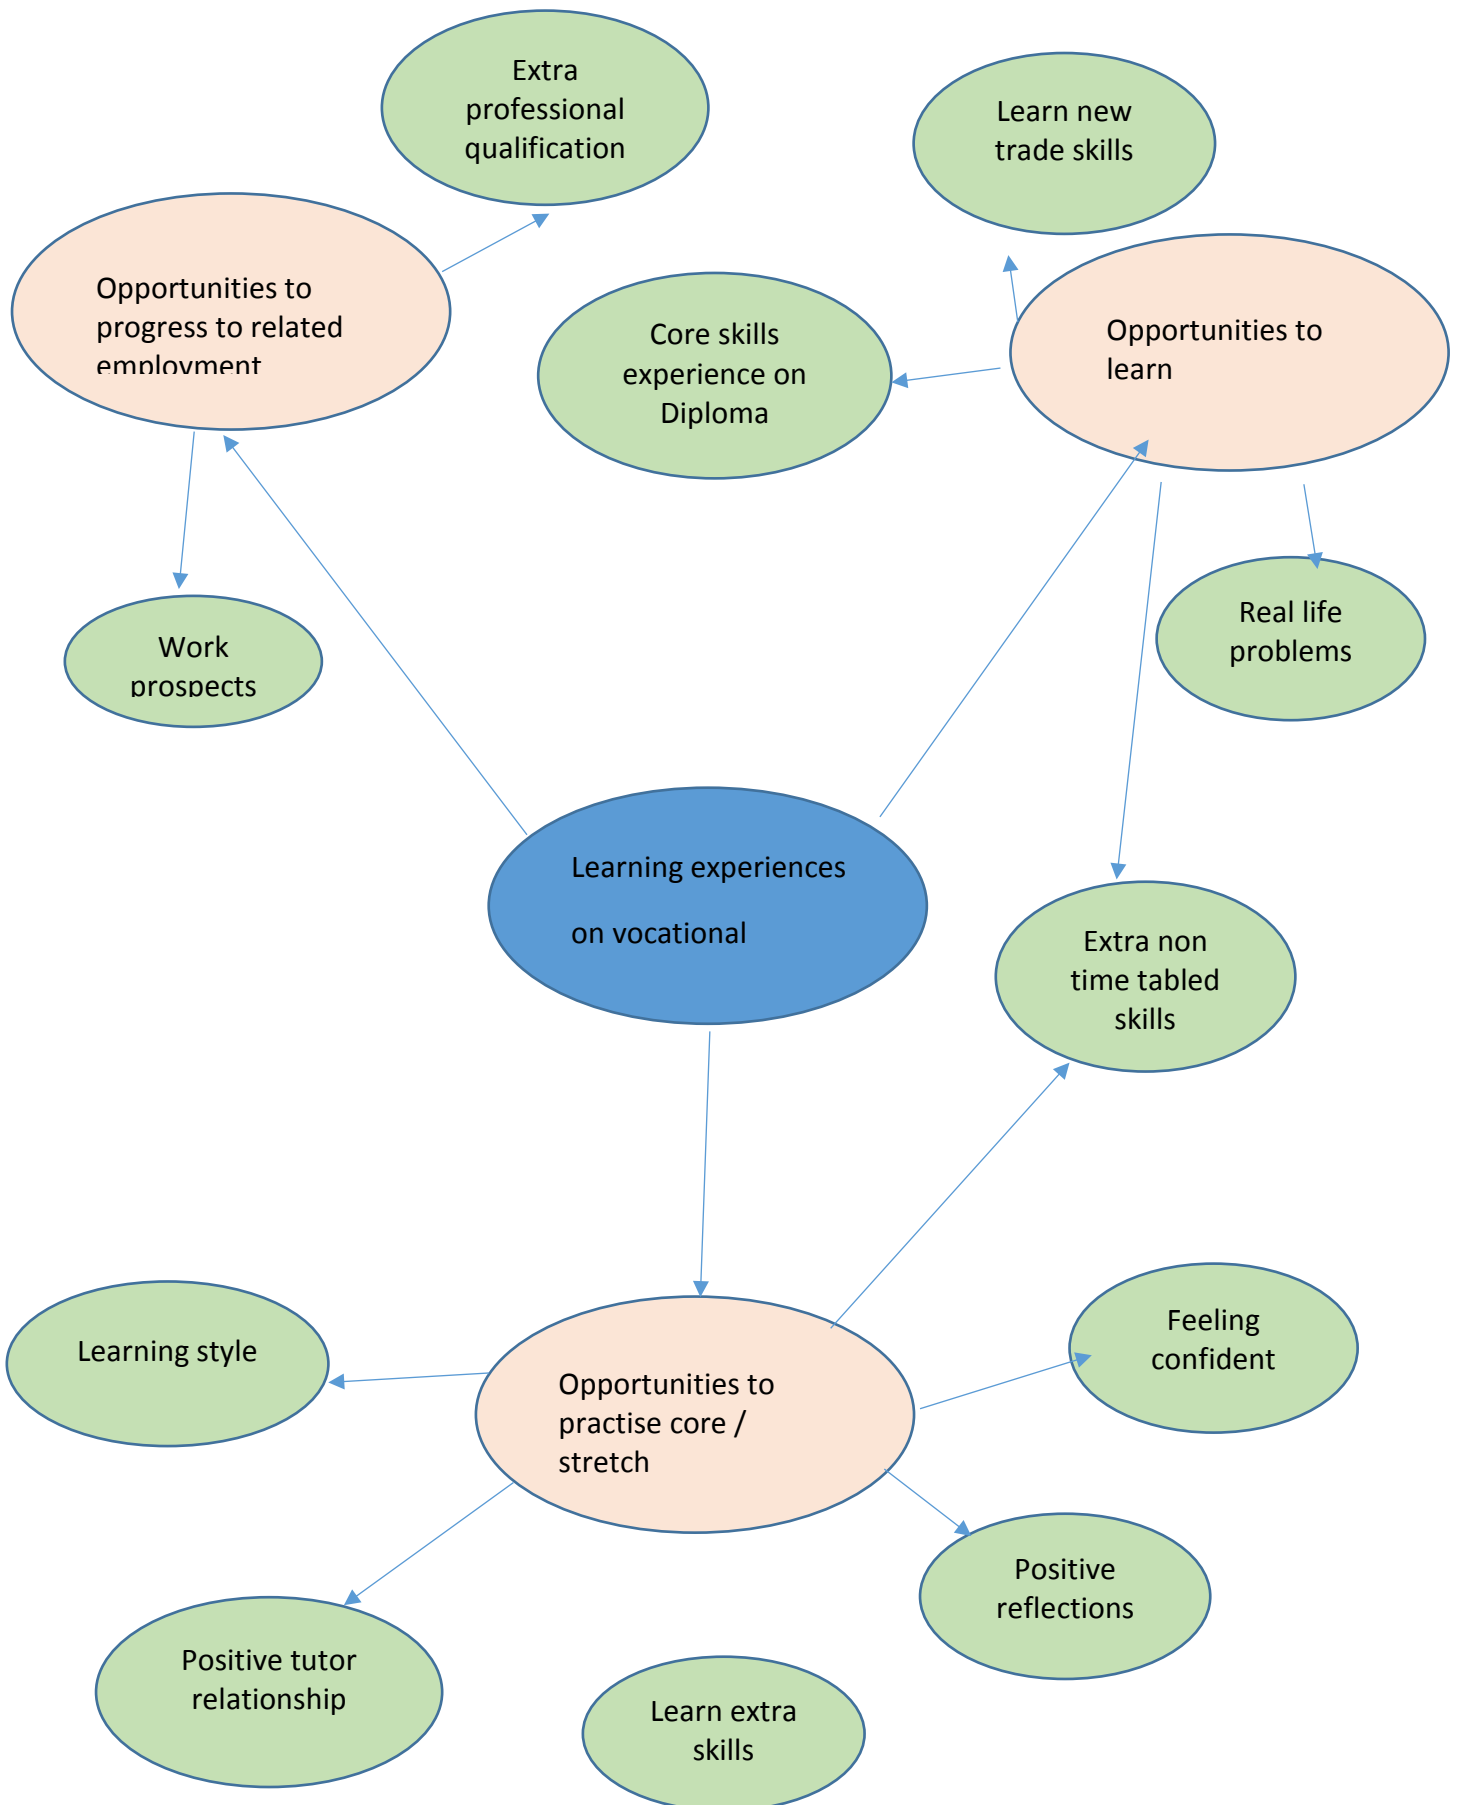 Extra
professional
qualification
Learn new
trade skills
Opportunities to
progress to related
employment
Core skills
experience on
Diploma
Opportunities to
learn
Work
prospects
Real life
problems
Learning experiences
on vocational
Extra non
time tabled
skills
Learning style
Feeling
confident
Opportunities to
practise core /
stretch
Positive
reflections
Positive tutor
relationship
Learn extra
skills